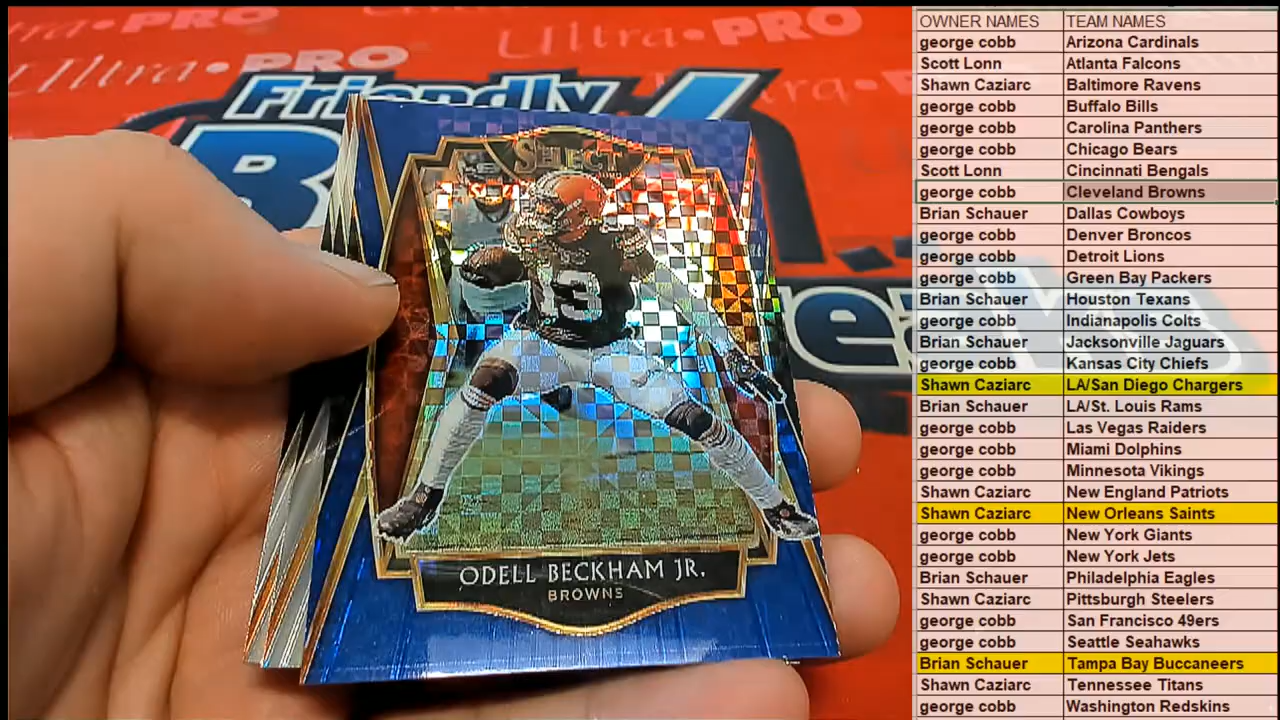 Ultra•PRO
Ultra•PRO
Friendly
SELECT
13
ODELL BECKHAM JR.
BROWNS
OWNER NAMES TEAM NAMES
george cobb Arizona Cardinals
Scott Lonn Atlanta Falcons
Shawn Caziarc Baltimore Ravens
george cobb Buffalo Bills
george cobb Carolina Panthers
george cobb Chicago Bears
Scott Lonn Cincinnati Bengals
george cobb Cleveland Browns
Brian Schauer Dallas Cowboys
george cobb Denver Broncos
george cobb Detroit Lions
george cobb Green Bay Packers
Brian Schauer Houston Texans
george cobb Indianapolis Colts
Brian Schauer Jacksonville Jaguars
george cobb Kansas City Chiefs
Shawn Caziarc LA/San Diego Chargers
Brian Schauer LA/St. Louis Rams
george cobb Las Vegas Raiders
george cobb Miami Dolphins
george cobb Minnesota Vikings
Shawn Caziarc New England Patriots
Shawn Caziarc New Orleans Saints
george cobb New York Giants
george cobb New York Jets
Brian Schauer Philadelphia Eagles
Shawn Caziarc Pittsburgh Steelers
george cobb San Francisco 49ers
george cobb Seattle Seahawks
Brian Schauer Tampa Bay Buccaneers
Shawn Caziarc Tennessee Titans
george cobb Washington Redskins